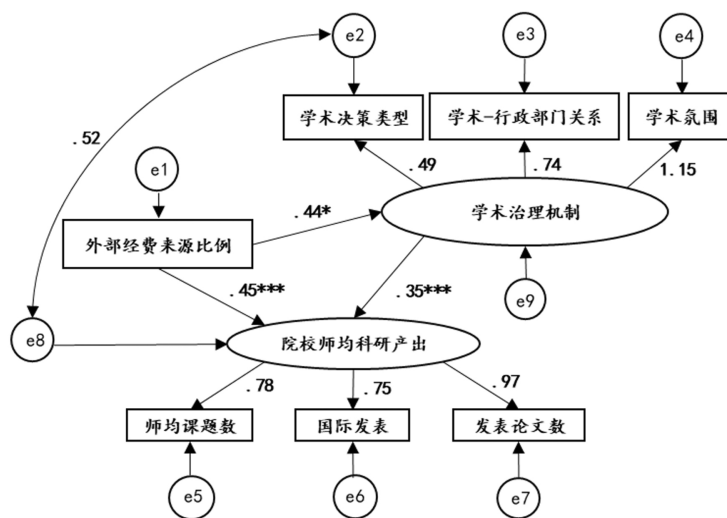 e2
e3
e4
学术决策类型
学术-行政部门关系
学术氛围
.52
.49
.74
1.15
e1
.44*
学术治理机制
外部经费来源比例
.45***
.35***
e9
e8
院校师均科研产出
.78
.75
.97
师均课题数
国际发表
发表论文数
e5
e6
e7